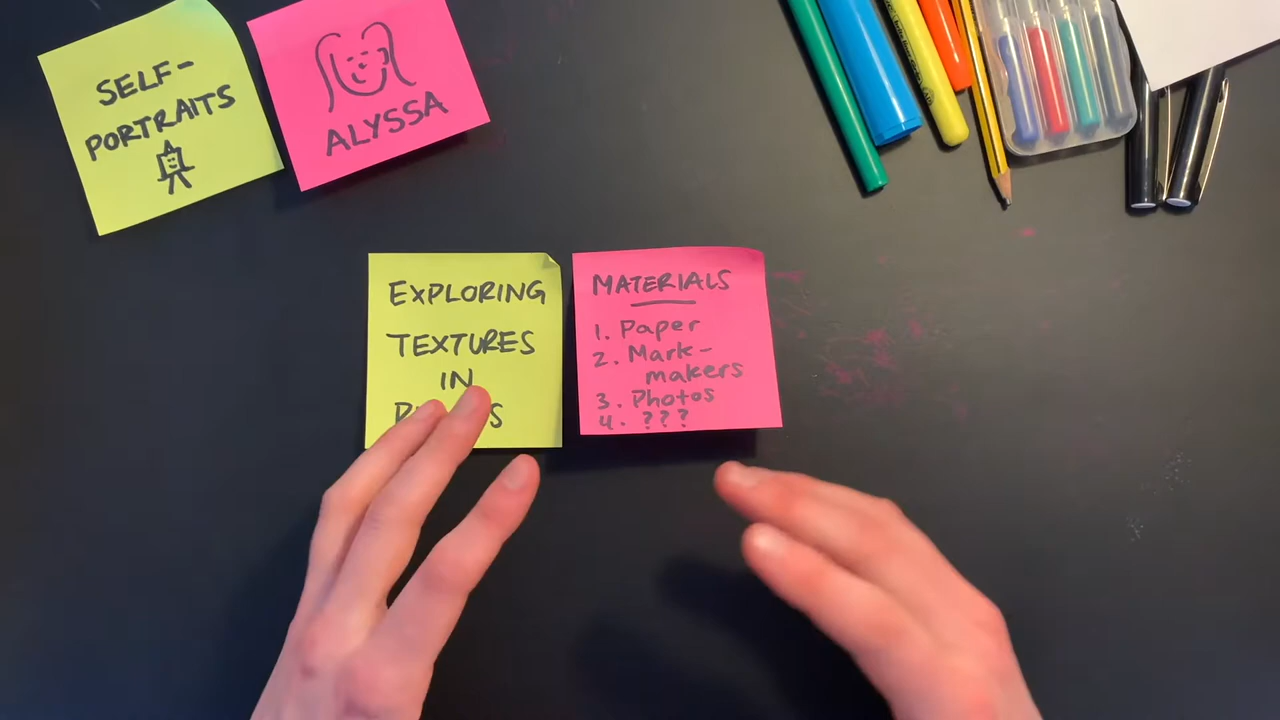 SELF-
PORTRAITS
ALYSSA
EXPLORING
TEXTURES
IN
MATERIALS
1. Paper
2. Mark-
makers
3. Photos
4. ???